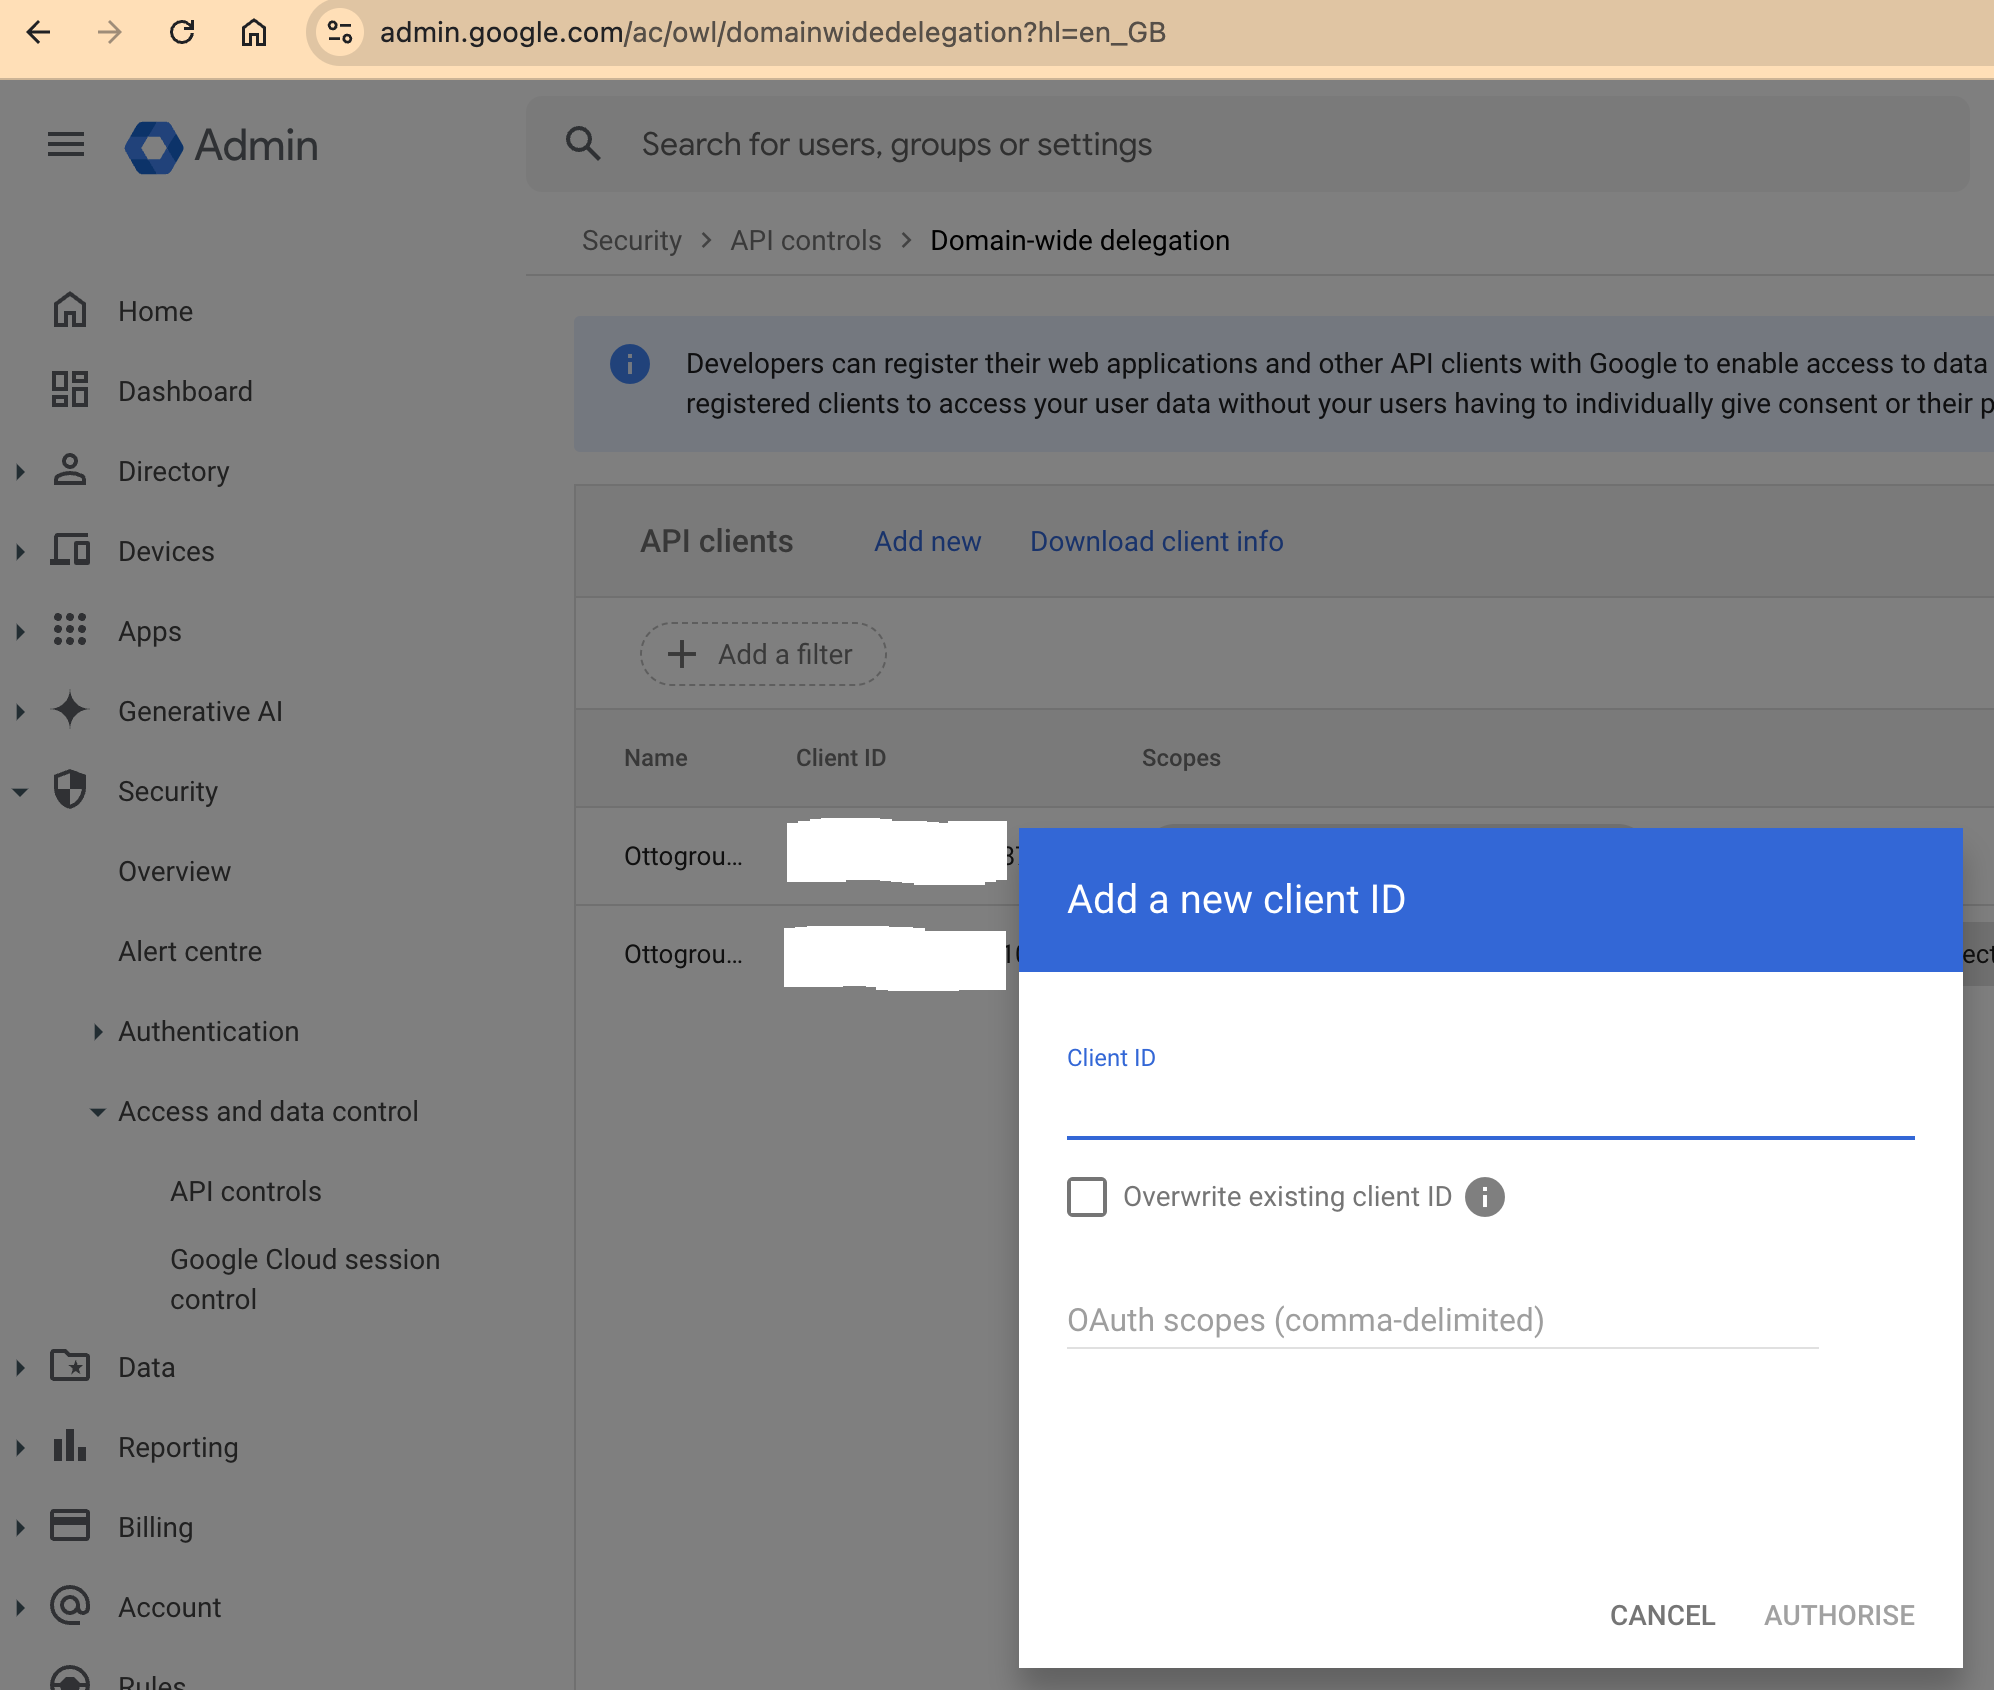 admin.google.com/ac/owl/domainwidedelegation?hl=en_GB
Admin
Search for users, groups or settings
Security > API controls > Domain-wide delegation
Home
Dashboard
Directory
Devices
Apps
Generative AI
Security
Overview
Alert centre
Authentication
Access and data control
API controls
Google Cloud session
control
Data
Reporting
Billing
Account
Rules
Developers can register their web applications and other API clients with Google to enable access to data
registered clients to access your user data without your users having to individually give consent or their
API clients
Add new
Download client info
Add a filter
Name
Client ID
Scopes
Ottogrou...
Ottogrou...
Add a new client ID
Client ID
Overwrite existing client ID
OAuth scopes (comma-delimited)
CANCEL
AUTHORISE